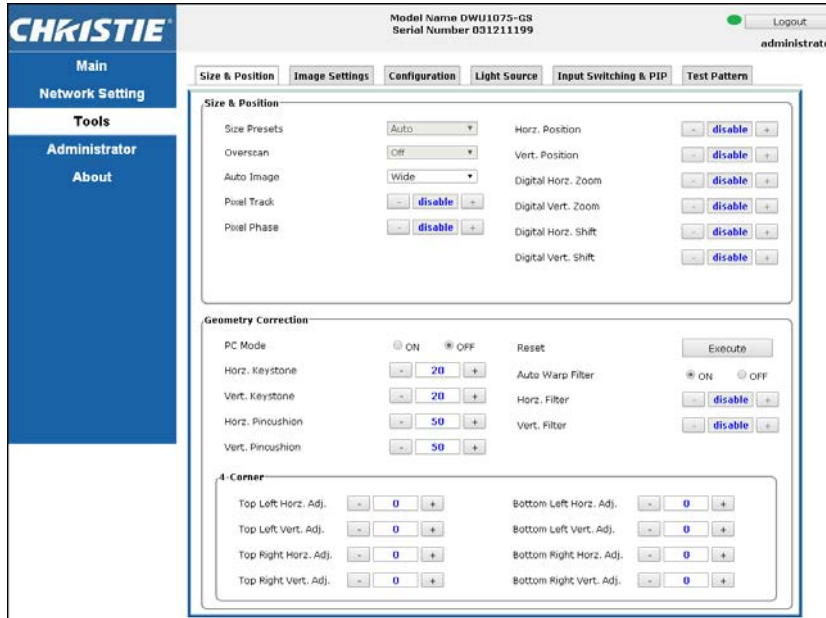 CHRISTIE
Model Name DWU1075-GS
Serial Number 031211199
Logout
administrato
Main
Network Setting
Tools
Administrator
About
Size & Position
Image Settings
Configuration
Light Source
Input Switching & PIP
Test Pattern
Size & Position
Size Presets Auto
Overscan Off
Auto Image Wide
Pixel Track - disable +
Pixel Phase - disable +
Horz. Position - disable +
Vert. Position - disable +
Digital Horz. Zoom - disable +
Digital Vert. Zoom - disable +
Digital Horz. Shift - disable +
Digital Vert. Shift - disable +
Geometry Correction
PC Mode ON OFF
Horz. Keystone - 20 +
Vert. Keystone - 20 +
Horz. Pincushion - 50 +
Vert. Pincushion - 50 +
Reset Execute
Auto Warp Filter ON OFF
Horz. Filter - disable +
Vert. Filter - disable +
4-Corner
Top Left Horz. Adj. - 0 +
Top Left Vert. Adj. - 0 +
Top Right Horz. Adj. - 0 +
Top Right Vert. Adj. - 0 +
Bottom Left Horz. Adj. - 0 +
Bottom Left Vert. Adj. - 0 +
Bottom Right Horz. Adj. - 0 +
Bottom Right Vert. Adj. - 0 +